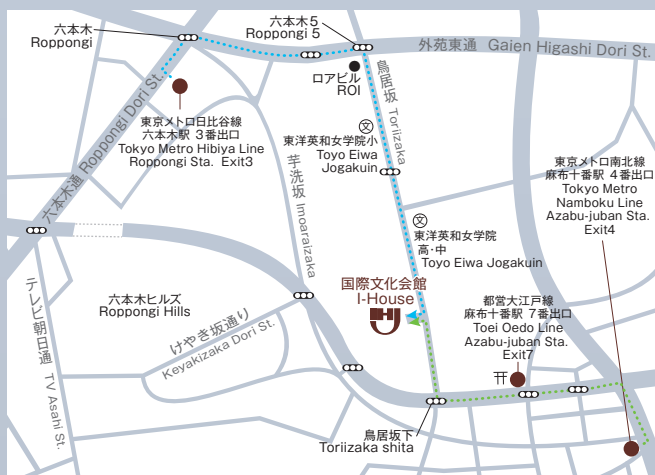 六本木
Roppongi
六本木5
Roppongi 5
外苑東通 Gaien Higashi Dori St.
ロアビル
ROI
鳥居坂 Toriizaka
六本木通 Roppongi Dori St.
東京メトロ日比谷線
六本木駅 3番出口
Tokyo Metro Hibiya Line
Roppongi Sta. Exit3
文
東洋英和女学院小
Toyo Eiwa
Jogakuin
芋洗坂 Imoaraizaka
東京メトロ南北線
麻布十番駅 4番出口
Tokyo Metro
Namboku Line
Azabu-juban Sta.
Exit4
文
東洋英和女学院
高・中
Toyo Eiwa Jogakuin
テレビ朝日通 TV Asahi St.
六本木ヒルズ
Roppongi Hills
国際文化会館
I-House
都営大江戸線
麻布十番駅 7番出口
Toei Oedo Line
Azabu-juban Sta.
Exit7
けやき坂通り
Keyakizaka Dori St.
鳥居坂下
Toriizaka shita